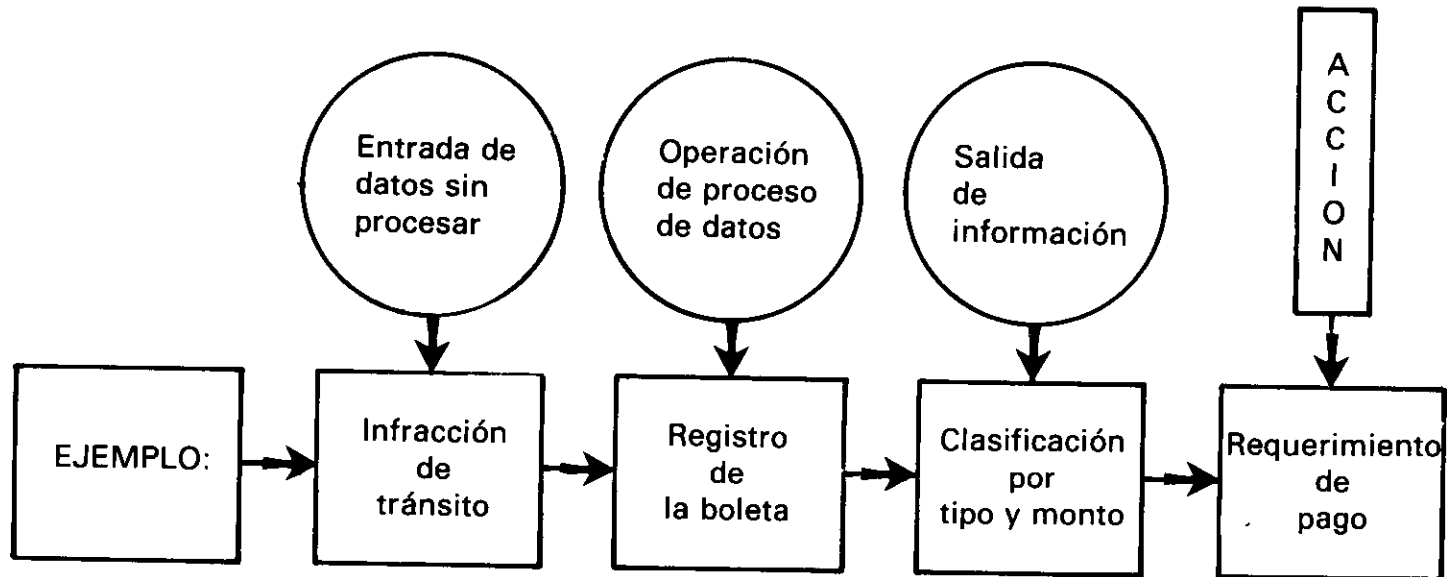 Entrada de
datos sin
procesar
Operación
de proceso
de datos
Salida
de
información
A
C
C
I
O
N
EJEMPLO:
Infracción
de
tránsito
Registro
de
la boleta
Clasificación
por
tipo y monto
Requerimiento
de
pago